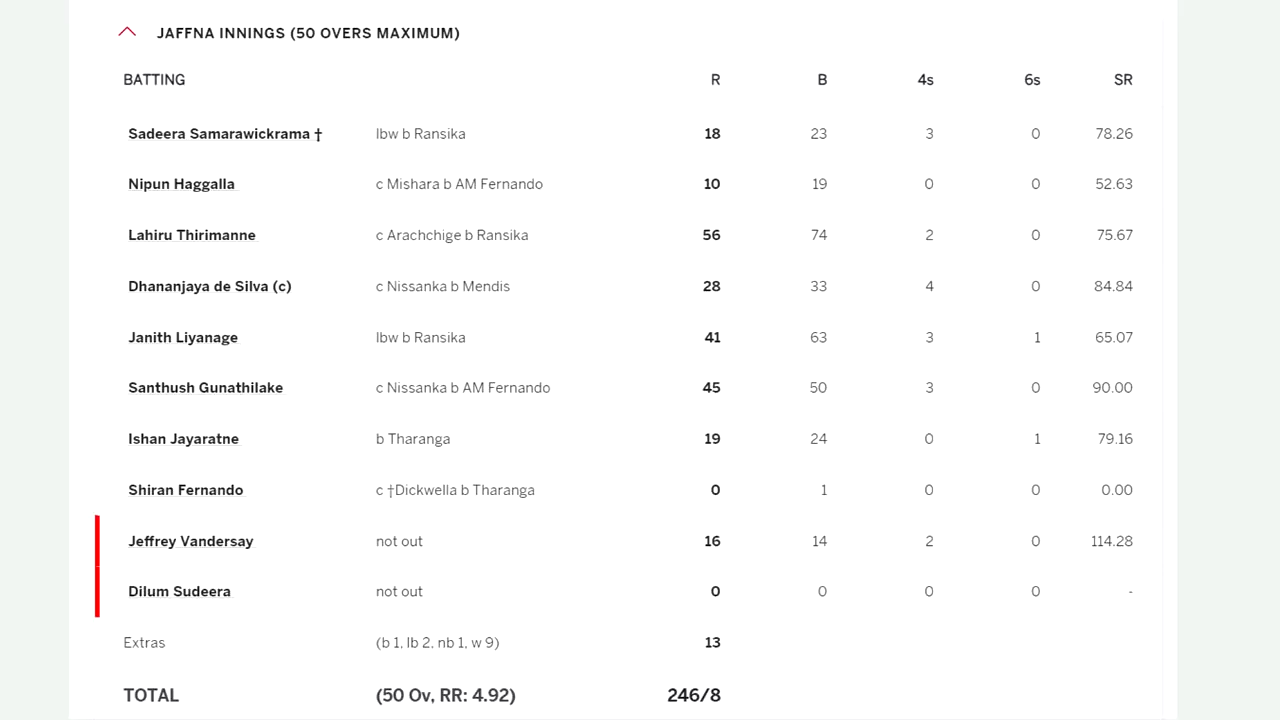 JAFFNA INNINGS (50 OVERS MAXIMUM)
BATTING R B 4s 6s SR
Sadeera Samarawickrama † lbw b Ransika 18 23 3 0 78.26
Nipun Haggalla c Mishara b AM Fernando 10 19 0 0 52.63
Lahiru Thirimanne c Arachchige b Ransika 56 74 2 0 75.67
Dhananjaya de Silva (c) c Nissanka b Mendis 28 33 4 0 84.84
Janith Liyanage lbw b Ransika 41 63 3 1 65.07
Santhush Gunathilake c Nissanka b AM Fernando 45 50 3 0 90.00
Ishan Jayaratne b Tharanga 19 24 0 1 79.16
Shiran Fernando c †Dickwella b Tharanga 0 1 0 0 0.00
Jeffrey Vandersay not out 16 14 2 0 114.28
Dilum Sudeera not out 0 0 0 0 -
Extras (b 1, lb 2, nb 1, w 9) 13
TOTAL (50 Ov, RR: 4.92) 246/8